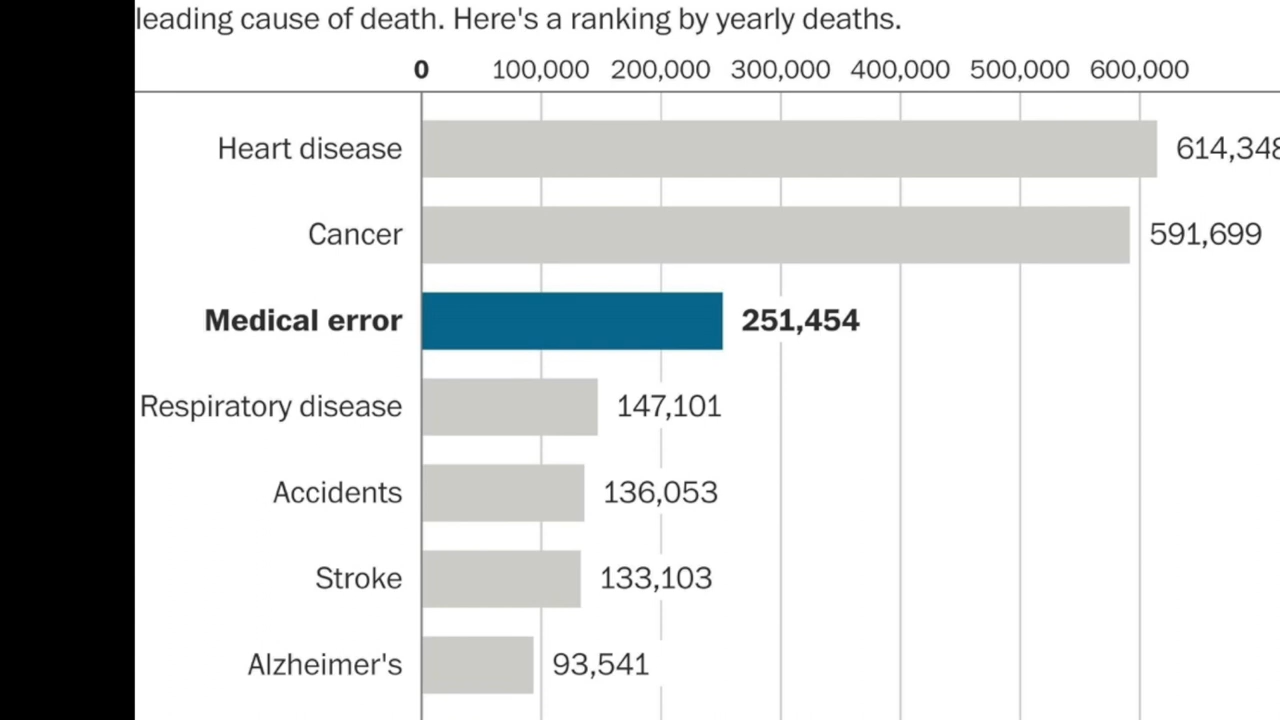 leading cause of death. Here's a ranking by yearly deaths.
0 100,000 200,000 300,000 400,000 500,000 600,000
Heart disease 614,348
Cancer 591,699
Medical error 251,454
Respiratory disease 147,101
Accidents 136,053
Stroke 133,103
Alzheimer's 93,541